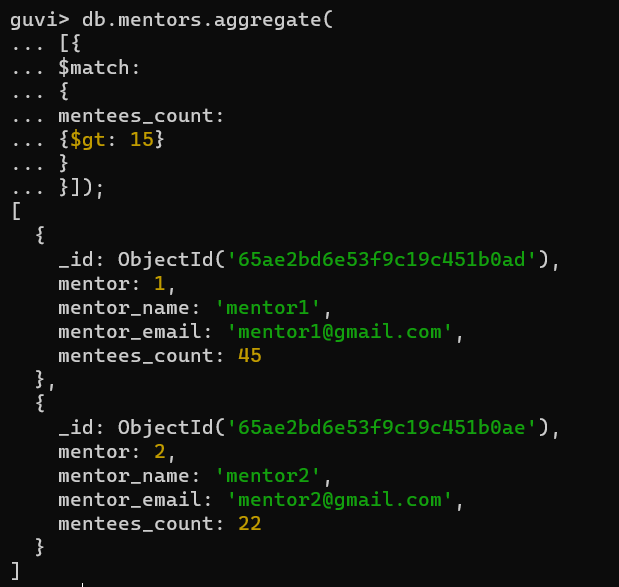 guvi> db.mentors.aggregate(
... [{
... $match:
... {
... mentees_count:
... {$gt: 15}
... }
... }]);
[
  {
    _id: ObjectId('65ae2bd6e53f9c19c451b0ad'),
    mentor: 1,
    mentor_name: 'mentor1',
    mentor_email: 'mentor1@gmail.com',
    mentees_count: 45
  },
  {
    _id: ObjectId('65ae2bd6e53f9c19c451b0ae'),
    mentor: 2,
    mentor_name: 'mentor2',
    mentor_email: 'mentor2@gmail.com',
    mentees_count: 22
  }
]